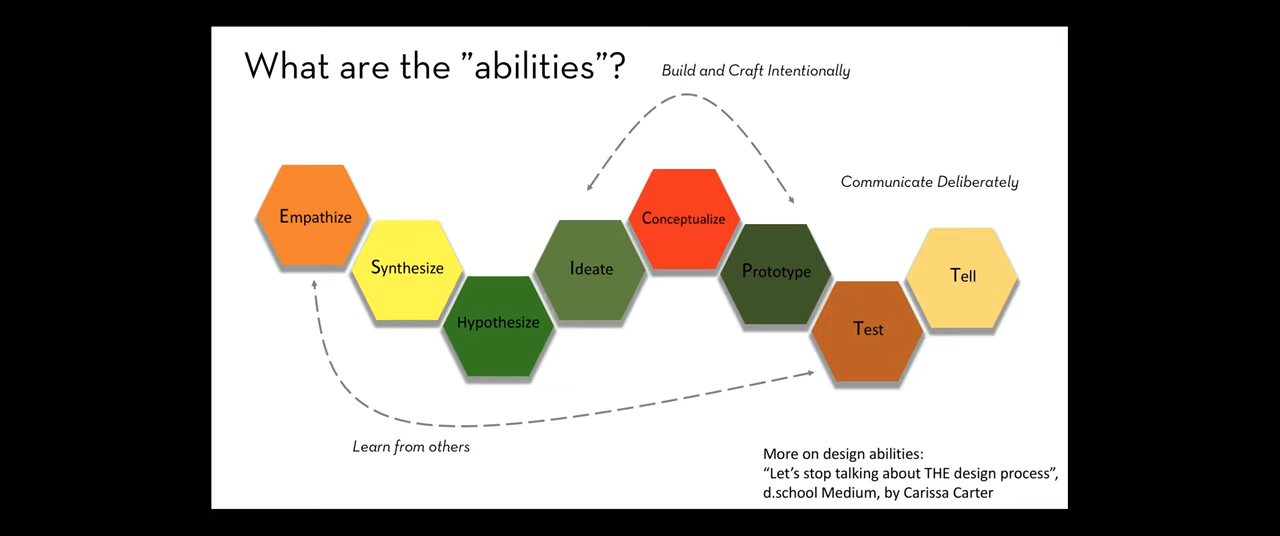 What are the ”abilities”?
Build and Craft Intentionally
Communicate Deliberately
Empathize
Synthesize
Hypothesize
Ideate
Conceptualize
Prototype
Test
Tell
Learn from others
More on design abilities:
“Let’s stop talking about THE design process”,
d.school Medium, by Carissa Carter